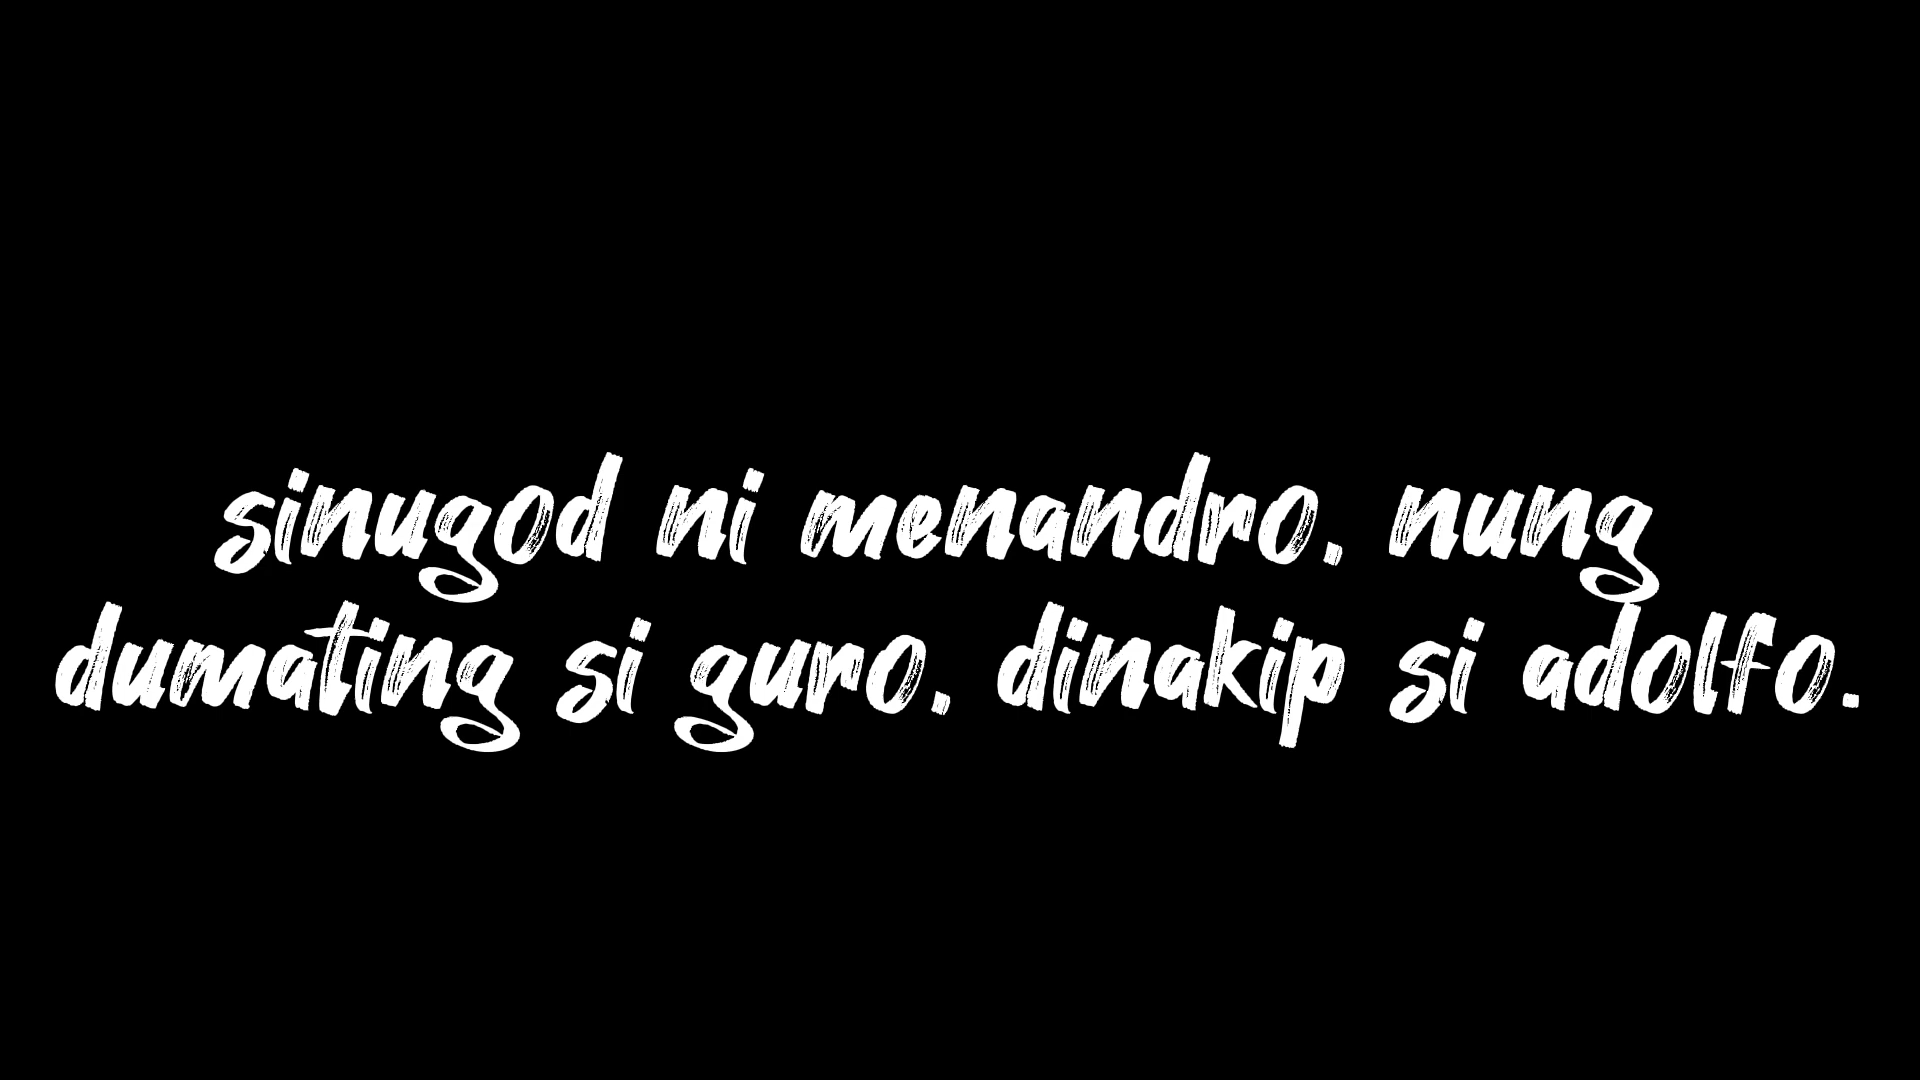 sinugod ni menandro, nung
dumating si guro, dinakip si adolfo.